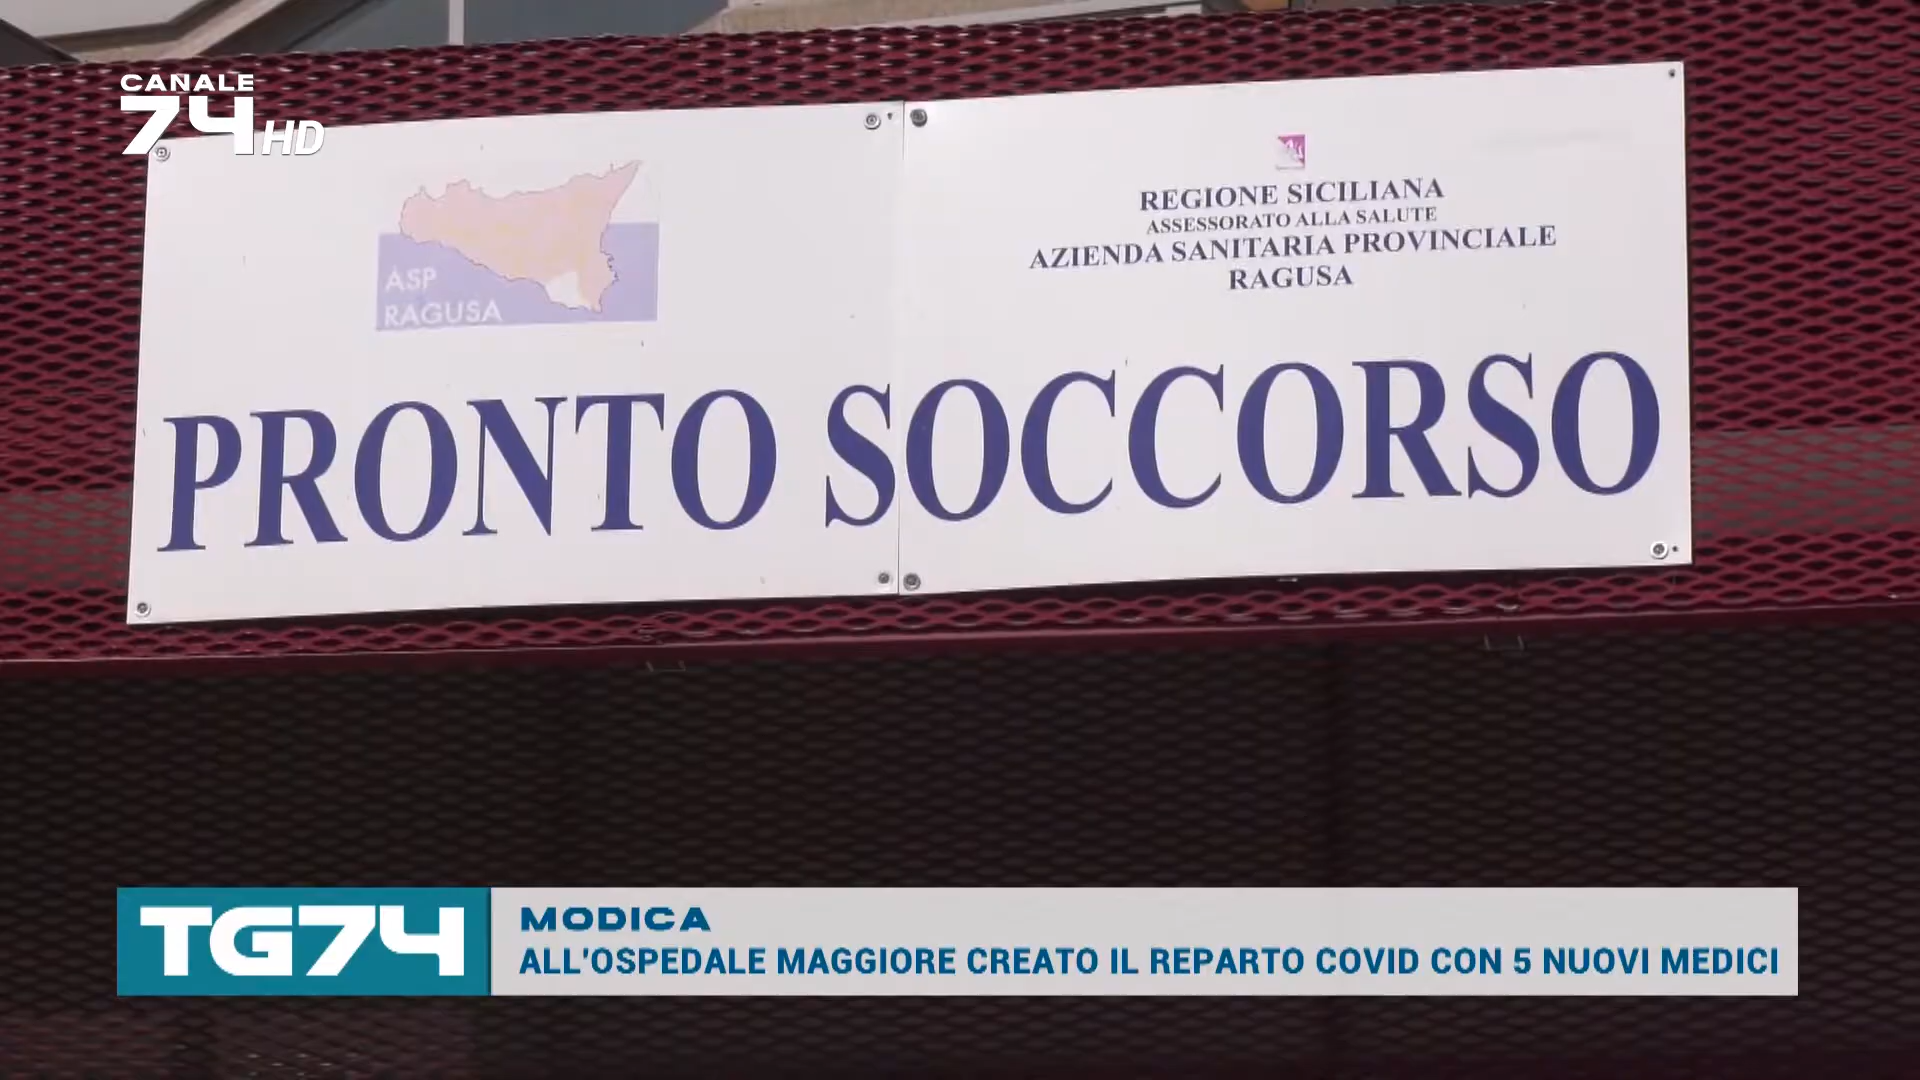 CANALE
74HD
ASP
RAGUSA
REGIONE SICILIANA
ASSESSORATO ALLA SALUTE
AZIENDA SANITARIA PROVINCIALE
RAGUSA
PRONTO SOCCORSO
TG74
MODICA
ALL'OSPEDALE MAGGIORE CREATO IL REPARTO COVID CON 5 NUOVI MEDICI